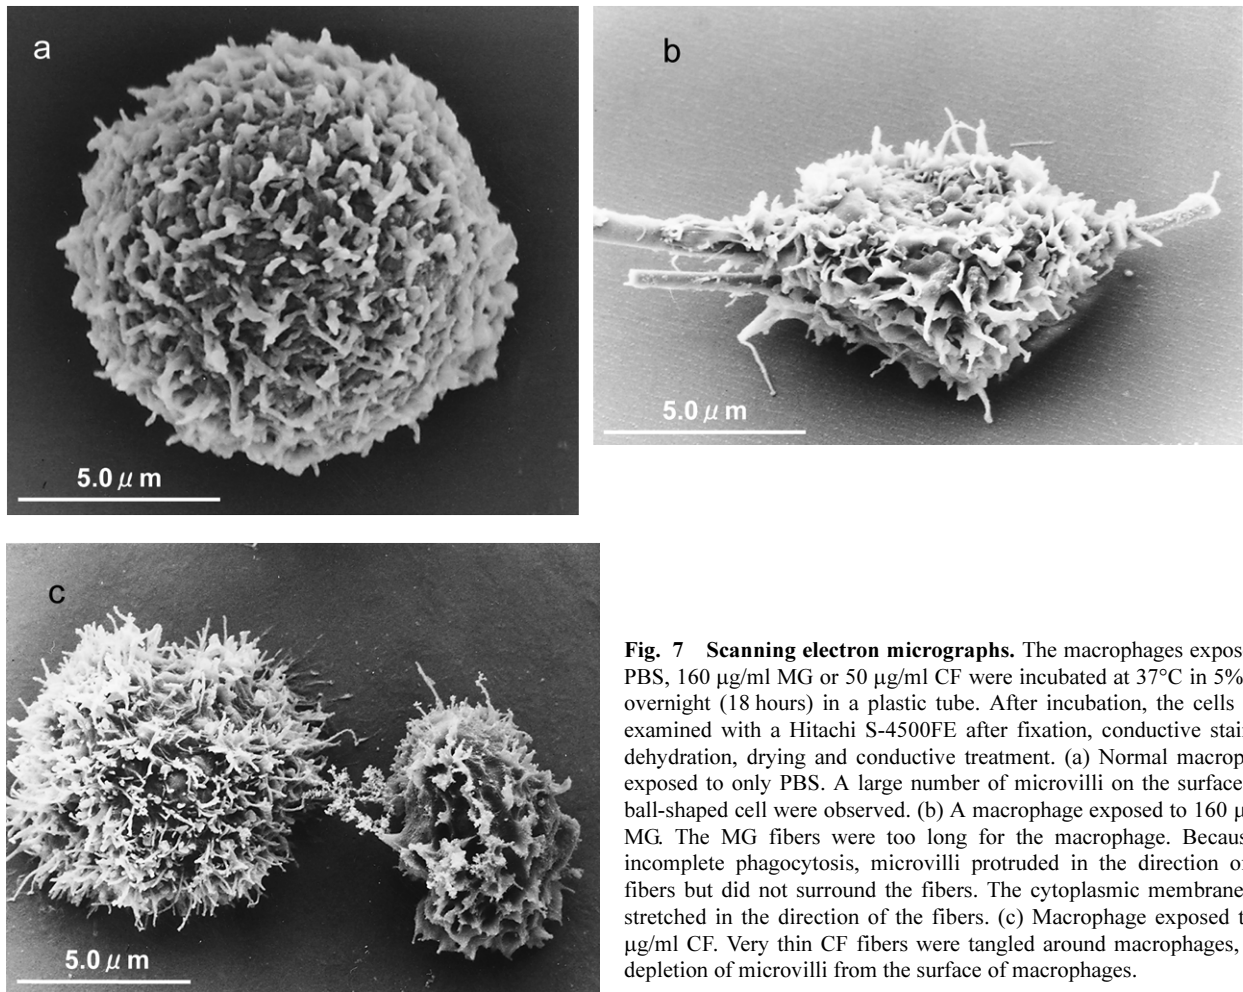 a
5.0 μm
b
5.0 μm
c
5.0 μm
Fig. 7 Scanning electron micrographs. The macrophages expose
PBS, 160 μg/ml MG or 50 μg/ml CF were incubated at 37°C in 5%
overnight (18 hours) in a plastic tube. After incubation, the cells
examined with a Hitachi S-4500FE after fixation, conductive stai
dehydration, drying and conductive treatment. (a) Normal macrop
exposed to only PBS. A large number of microvilli on the surface
ball-shaped cell were observed. (b) A macrophage exposed to 160 μ
MG. The MG fibers were too long for the macrophage. Becaus
incomplete phagocytosis, microvilli protruded in the direction o
fibers but did not surround the fibers. The cytoplasmic membrane
stretched in the direction of the fibers. (c) Macrophage exposed t
μg/ml CF. Very thin CF fibers were tangled around macrophages,
depletion of microvilli from the surface of macrophages.